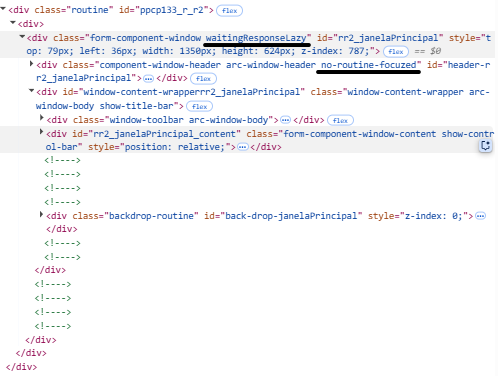 <div class="routine" id="ppcp133_r_r2"> flex
<div>
<div class="form-component-window waitingResponseLazy" id="rr2_janelaPrincipal" style="t
op: 79px; left: 36px; width: 1350px; height: 624px; z-index: 787;"> flex == $0
<div class="component-window-header arc-window-header no-routine-focuzed" id="header-r
r2_janelaPrincipal"> … </div> flex
<div id="window-content-wrapperrrr2_janelaPrincipal" class="window-content-wrapper arc-
window-body show-title-bar"> flex
<div class="window-toolbar arc-window-body"> … </div> flex
<div id="rr2_janelaPrincipal_content" class="form-component-window-content show-contr
ol-bar" style="position: relative;"> … </div>
<!---->
<!---->
<!---->
<!---->
<div class="backdrop-routine" id="back-drop-janelaPrincipal" style="z-index: 0;"> …
</div>
<!---->
<!---->
</div>
<!---->
<!---->
<!---->
<!---->
</div>
</div>
</div>